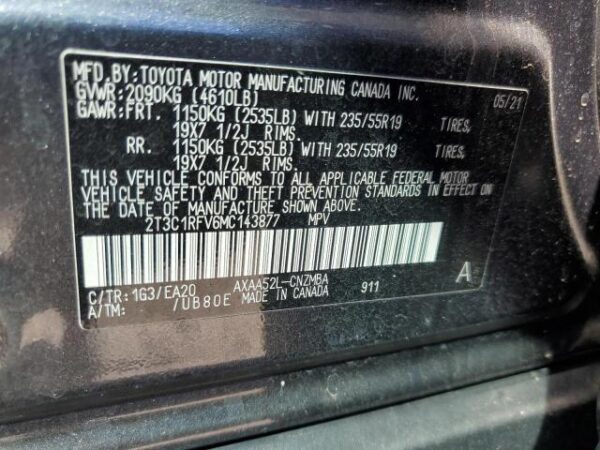 MFD.BY:TOYOTA MOTOR MANUFACTURING CANADA INC.
GVWR:2090KG (4610LB) 05/21
GAWR:FRT. 1150KG (2535LB) WITH 235/55R19 TIRES,
19X7 1/2J RIMS.
RR. 1150KG (2535LB) WITH 235/55R19 TIRES,
19X7 1/2J RIMS.
THIS VEHICLE CONFORMS TO ALL APPLICABLE FEDERAL MOTOR
VEHICLE SAFETY AND THEFT PREVENTION STANDARDS IN EFFECT ON
THE DATE OF MANUFACTURE SHOWN ABOVE.
2T3C1RFV6MC143877 MPV
C/TR:1G3/EA20 AXAA52L-CNZMBA 911 A
A/TM: /UB80E MADE IN CANADA